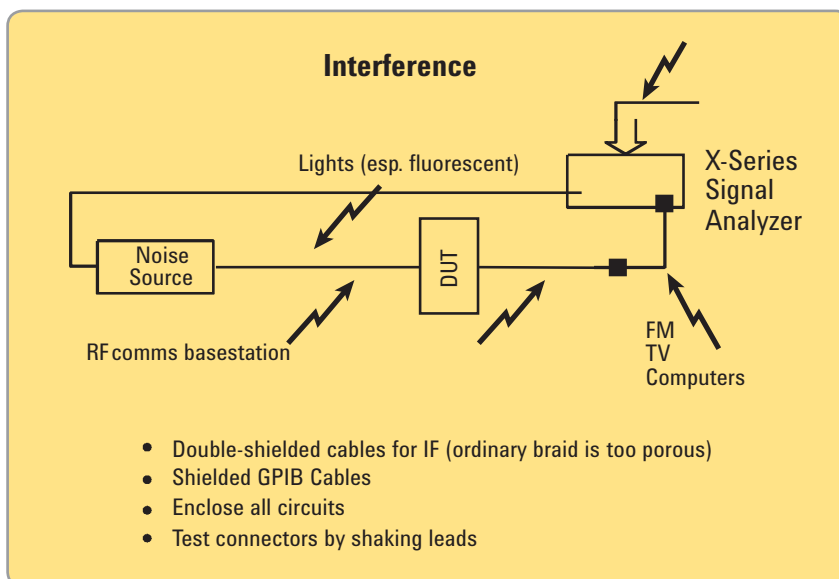 Interference
Lights (esp. fluorescent)
X-Series
Signal
Analyzer
Noise
Source
DUT
RF comms basestation
FM
TV
Computers
• Double-shielded cables for IF (ordinary braid is too porous)
• Shielded GPIB Cables
• Enclose all circuits
• Test connectors by shaking leads